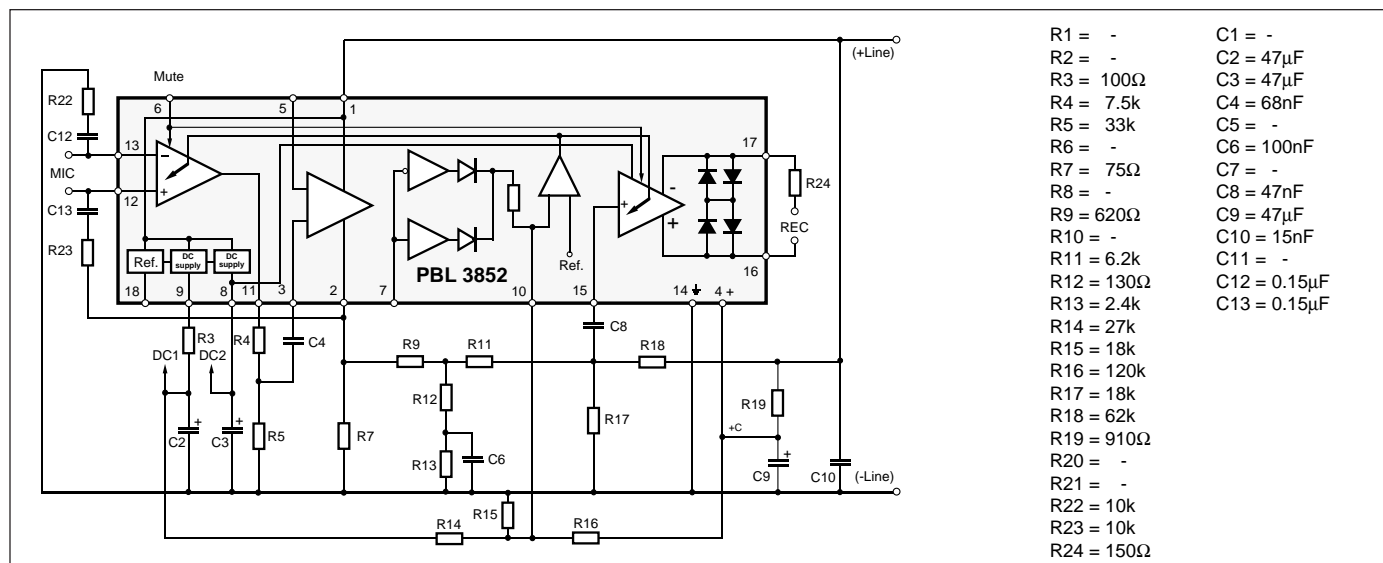 (+Line)
Mute
R22
6
5
1
C12
13
17
MIC
12
C13
R24
REC
R23
Ref.
DC
supply
DC
supply
Ref.
PBL 3852
16
18
9
8
11
3
2
7
10
15
14
4 +
R3
R4
C4
C8
DC1
DC2
R9
R11
R18
R12
R19
R17
+C
C2
+
C3
+
R5
R7
R13
C6
C9
+
C10
(-Line)
R15
R14
R16
R1 = -
R2 = -
R3 = 100Ω
R4 = 7.5k
R5 = 33k
R6 = -
R7 = 75Ω
R8 = -
R9 = 620Ω
R10 = -
R11 = 6.2k
R12 = 130Ω
R13 = 2.4k
R14 = 27k
R15 = 18k
R16 = 120k
R17 = 18k
R18 = 62k
R19 = 910Ω
R20 = -
R21 = -
R22 = 10k
R23 = 10k
R24 = 150Ω
C1 = -
C2 = 47µF
C3 = 47µF
C4 = 68nF
C5 = -
C6 = 100nF
C7 = -
C8 = 47nF
C9 = 47µF
C10 = 15nF
C11 = -
C12 = 0.15µF
C13 = 0.15µF